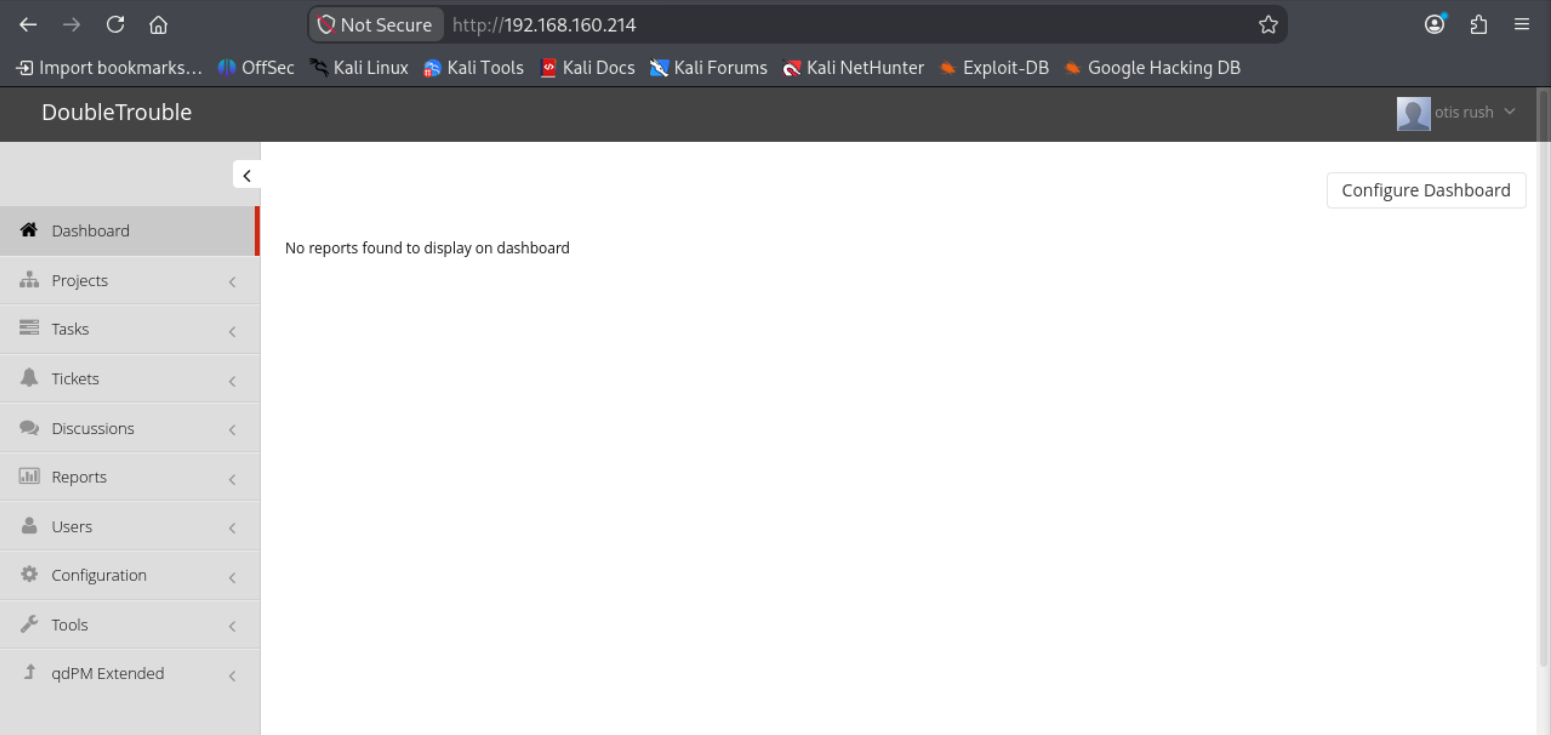 Not Secure http://192.168.160.214
Import bookmarks... OffSec Kali Linux Kali Tools Kali Docs Kali Forums Kali NetHunter Exploit-DB Google Hacking DB
DoubleTrouble otis rush
Configure Dashboard
Dashboard
No reports found to display on dashboard
Projects
Tasks
Tickets
Discussions
Reports
Users
Configuration
Tools
qdPM Extended